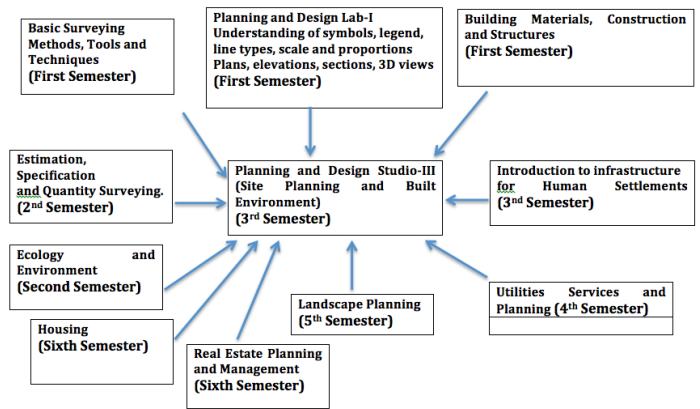 Basic Surveying
Methods, Tools and
Techniques
(First Semester)
Planning and Design Lab-I
Understanding of symbols, legend,
line types, scale and proportions
Plans, elevations, sections, 3D views
(First Semester)
Building Materials, Construction
and Structures
(First Semester)
Estimation,
Specification
and Quantity Surveying.
(2nd Semester)
Planning and Design Studio-III
(Site Planning and Built
Environment)
(3rd Semester)
Introduction to infrastructure
for Human Settlements
(3nd Semester)
Ecology and
Environment
(Second Semester)
Landscape Planning
(5th Semester)
Utilities Services and
Planning (4th Semester)
Housing
(Sixth Semester)
Real Estate Planning
and Management
(Sixth Semester)